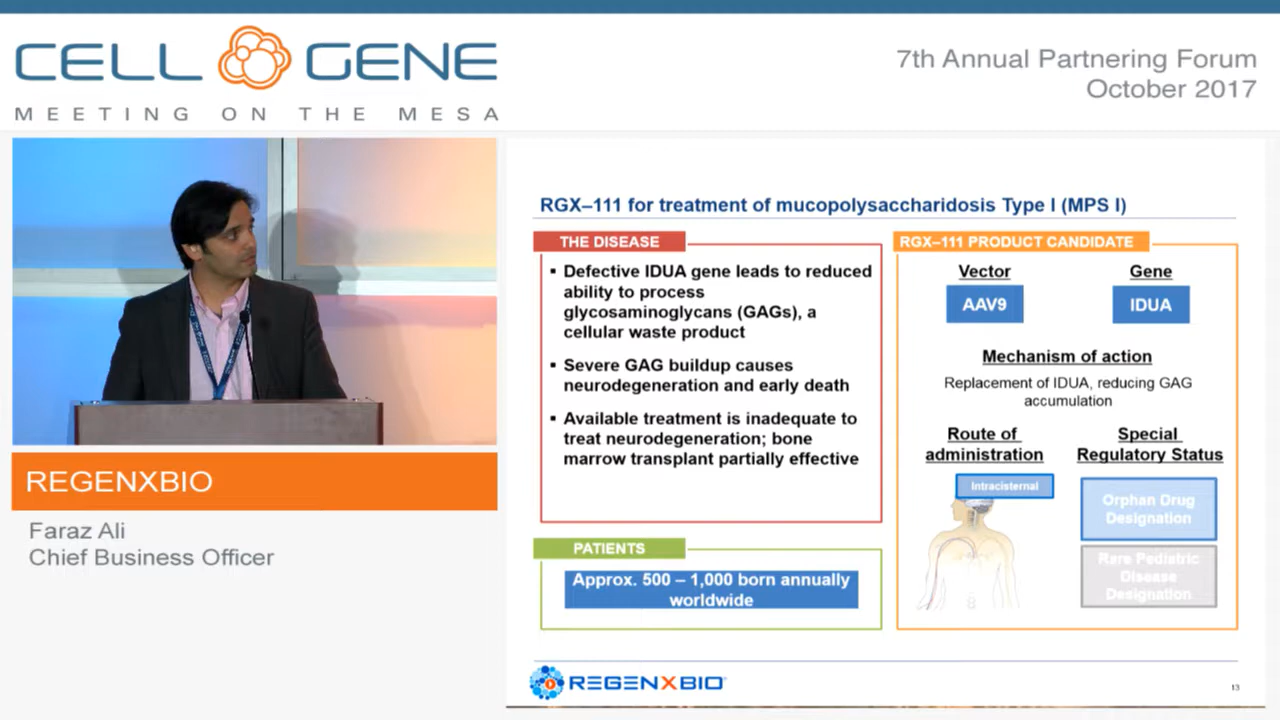 CELL GENE
MEETING ON THE MESA
7th Annual Partnering Forum
October 2017
REGENXBIO
Faraz Ali
Chief Business Officer
RGX–111 for treatment of mucopolysaccharidosis Type I (MPS I)
THE DISEASE
▪ Defective IDUA gene leads to reduced
ability to process
glycosaminoglycans (GAGs), a
cellular waste product
▪ Severe GAG buildup causes
neurodegeneration and early death
▪ Available treatment is inadequate to
treat neurodegeneration; bone
marrow transplant partially effective
PATIENTS
Approx. 500 – 1,000 born annually
worldwide
RGX–111 PRODUCT CANDIDATE
Vector
AAV9
Gene
IDUA
Mechanism of action
Replacement of IDUA, reducing GAG
accumulation
Route of
administration
Intracisternal
Special
Regulatory Status
Orphan Drug
Designation
Rare Pediatric
Disease
Designation
REGENXBIO
13